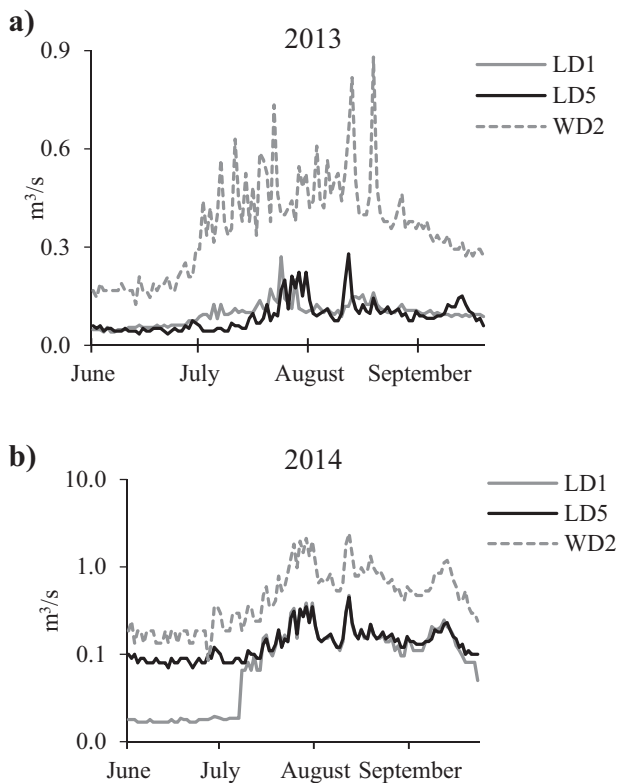 a)
2013
0.9
0.6
0.3
0.0
m³/s
June July August September
LD1
LD5
WD2
b)
2014
10.0
1.0
0.1
0.0
m³/s
June July August September
LD1
LD5
WD2